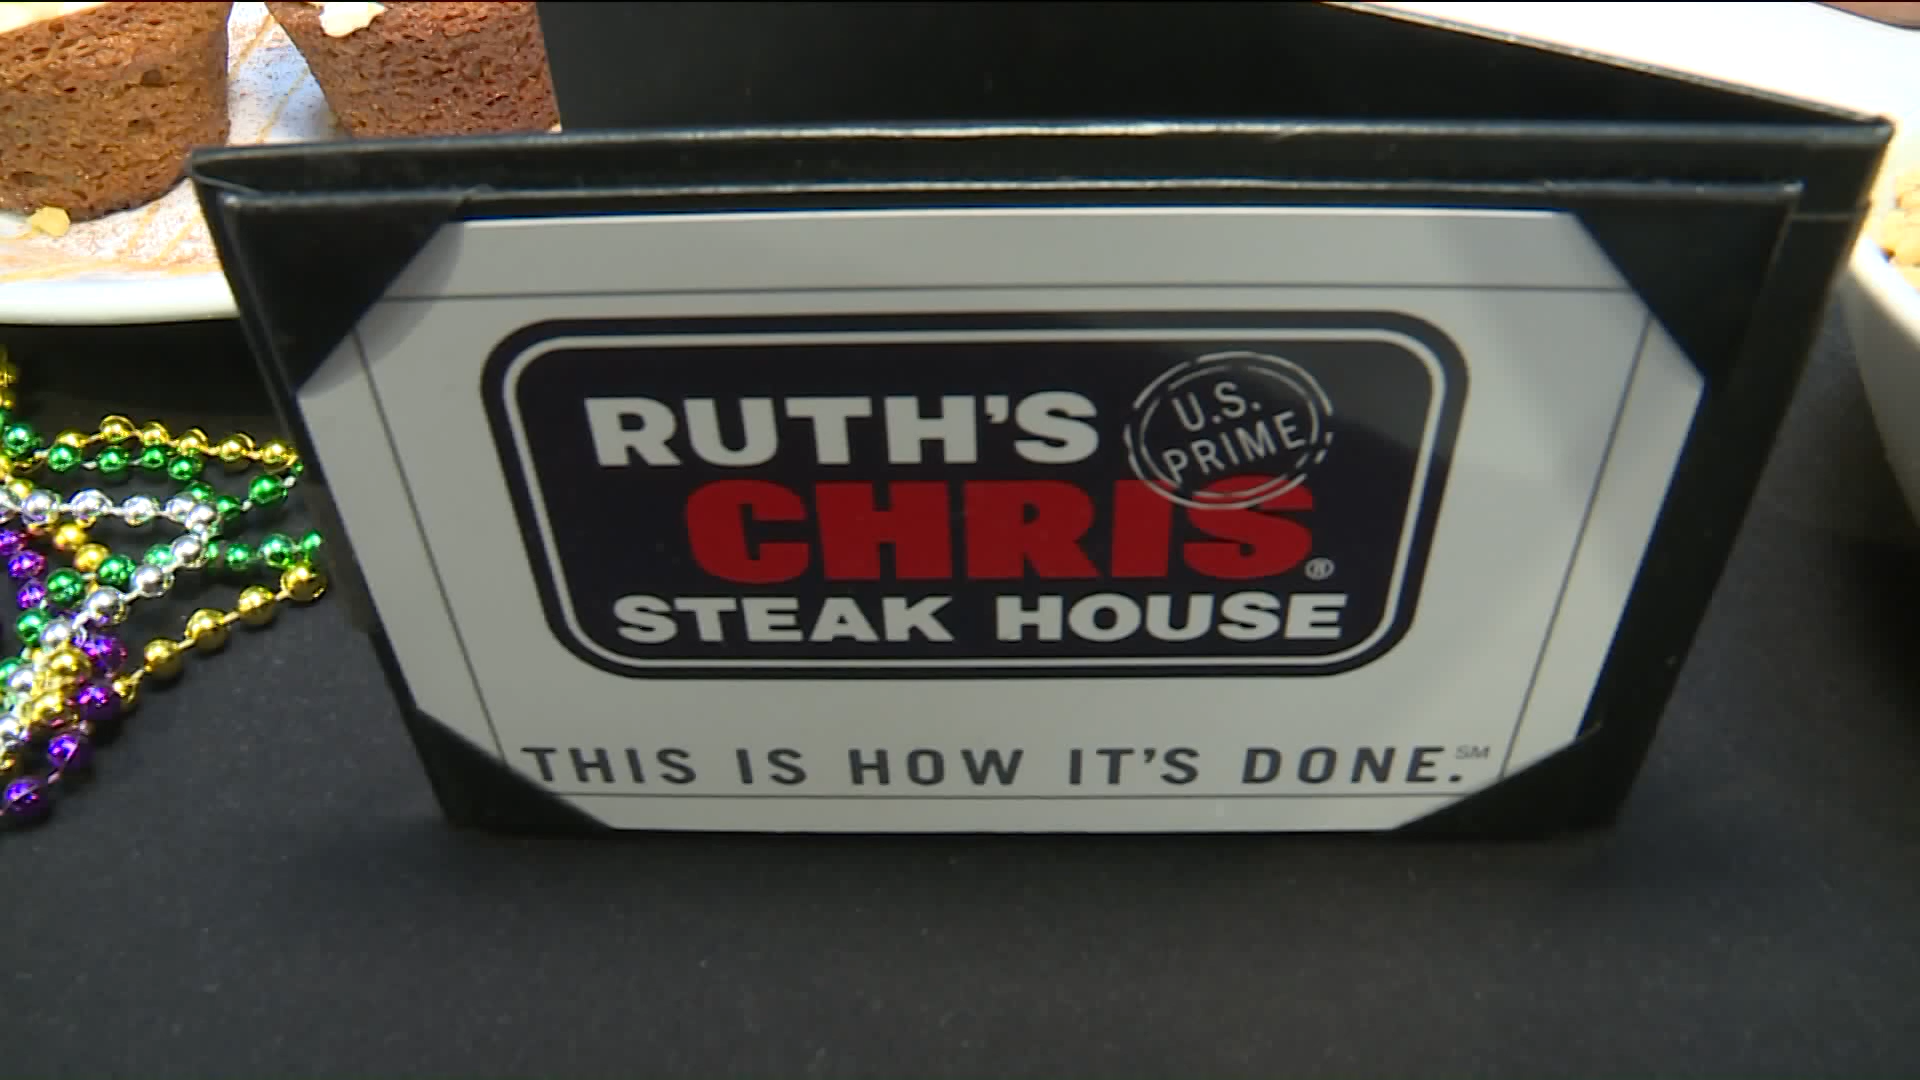 RUTH'S
U.S.
PRIME
CHRIS®
STEAK HOUSE
THIS IS HOW IT'S DONE.℠